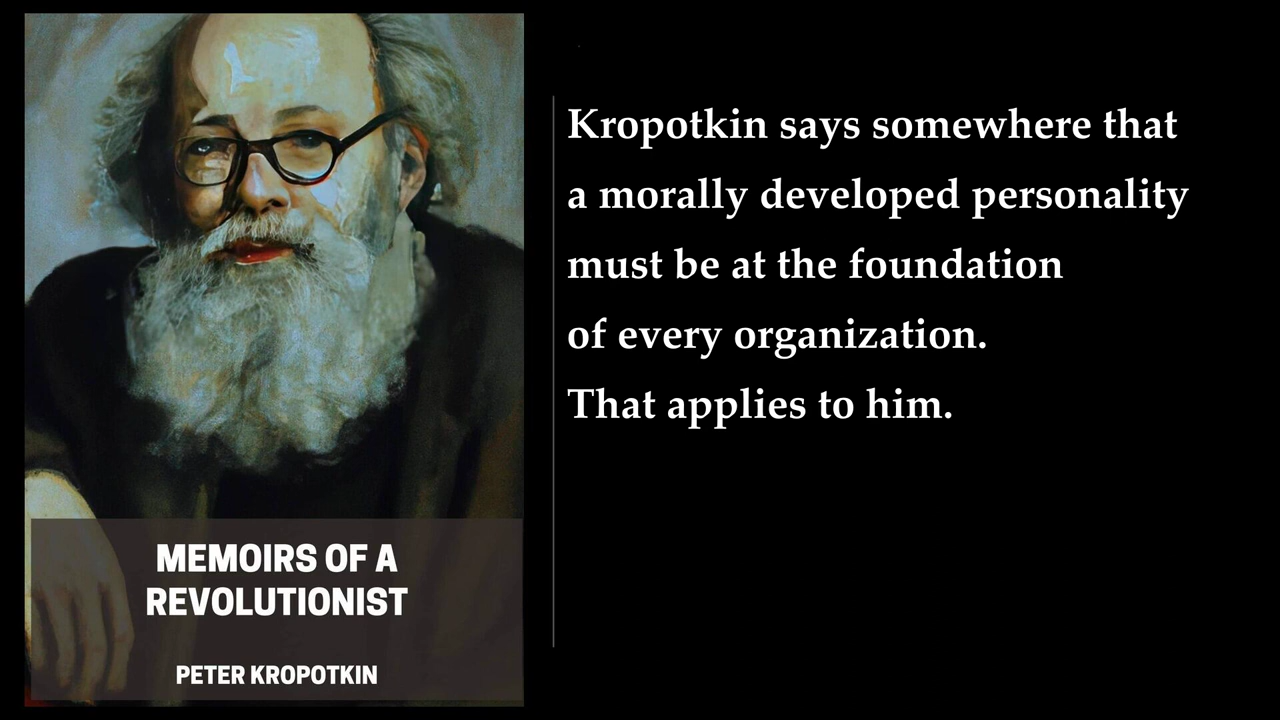 MEMOIRS OF A
REVOLUTIONIST
PETER KROPOTKIN
Kropotkin says somewhere that
a morally developed personality
must be at the foundation
of every organization.
That applies to him.